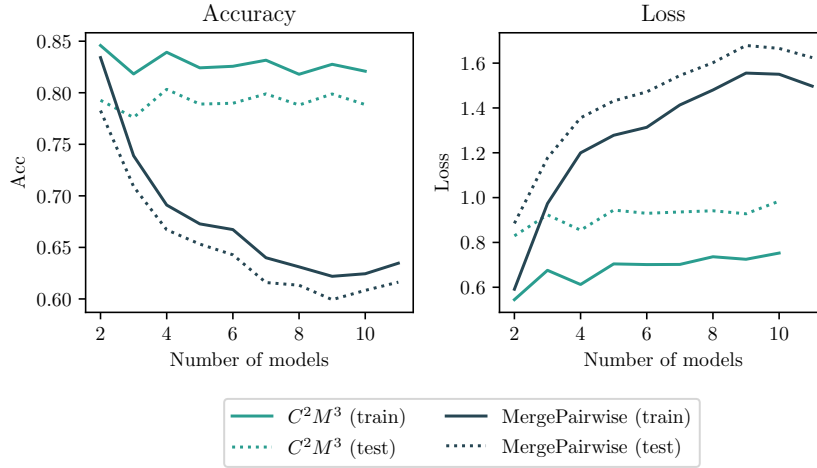 Accuracy
Loss
0.85
0.80
0.75
0.70
0.65
0.60
Acc
2
4
6
8
10
Number of models
1.6
1.4
1.2
1.0
0.8
0.6
Loss
2
4
6
8
10
Number of models
C²M³ (train)
C²M³ (test)
MergePairwise (train)
MergePairwise (test)